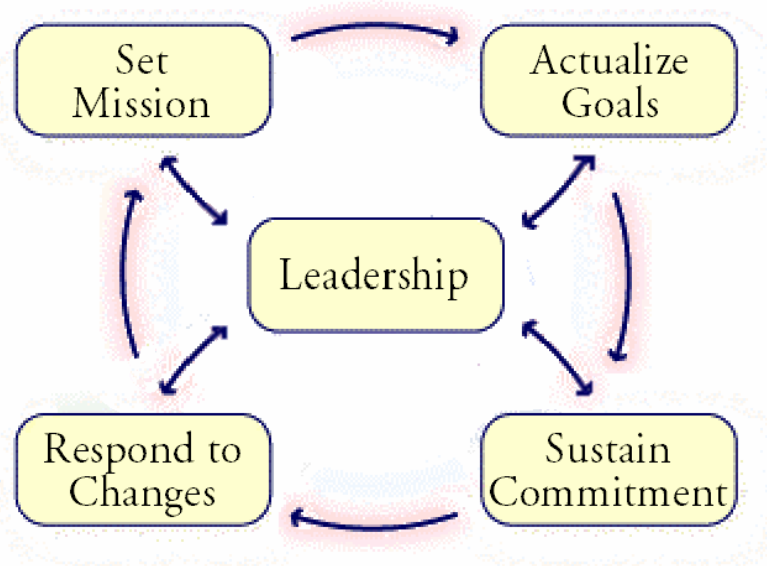 Set
Mission
Actualize
Goals
Leadership
Respond to
Changes
Sustain
Commitment